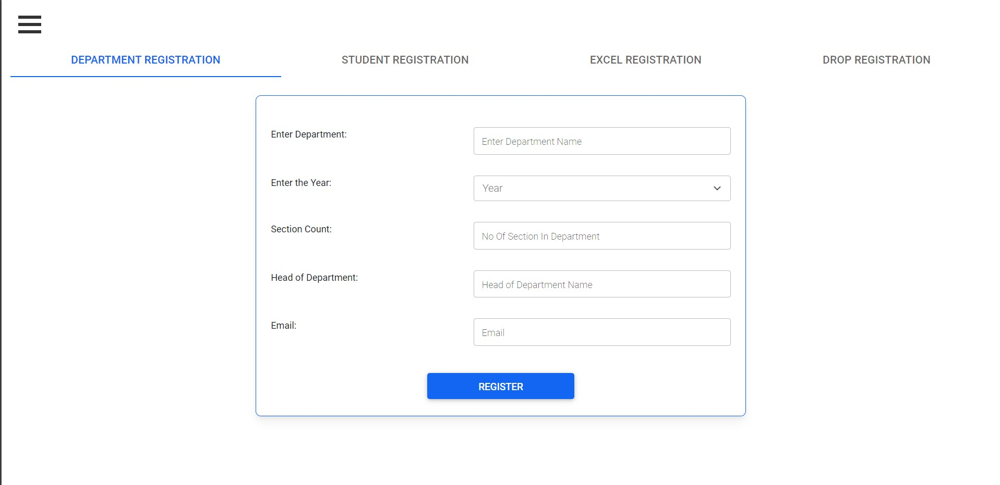 DEPARTMENT REGISTRATION STUDENT REGISTRATION EXCEL REGISTRATION DROP REGISTRATION
Enter Department: Enter Department Name
Enter the Year: Year
Section Count: No Of Section In Department
Head of Department: Head of Department Name
Email: Email
REGISTER